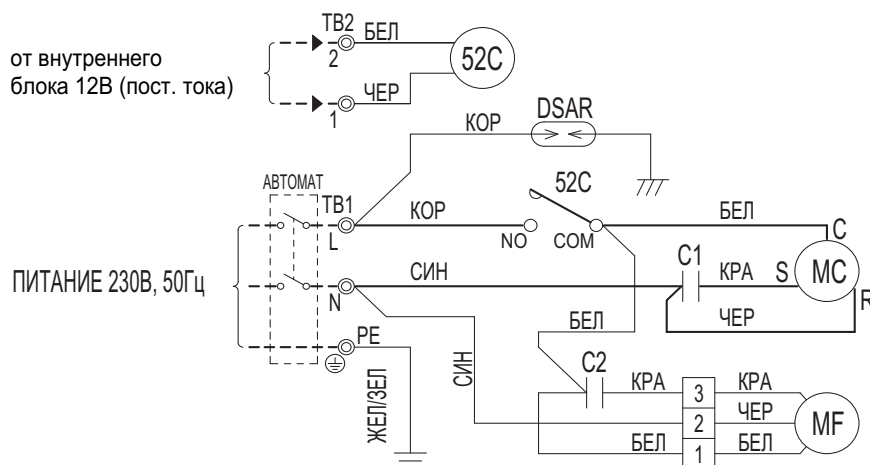 TB2
БЕЛ
2
52C
от внутреннего
блока 12В (пост. тока)
ЧЕР
1
КОР
DSAR
АВТОМАТ
TB1
L
КОР
52C
NO
COM
БЕЛ
C
ПИТАНИЕ 230В, 50Гц
СИН
N
C1
КРА
S
MC
R
ЧЕР
БЕЛ
PE
ЖЕЛ/ЗЕЛ
СИН
C2
КРА
3
КРА
2
ЧЕР
MF
БЕЛ
1
БЕЛ